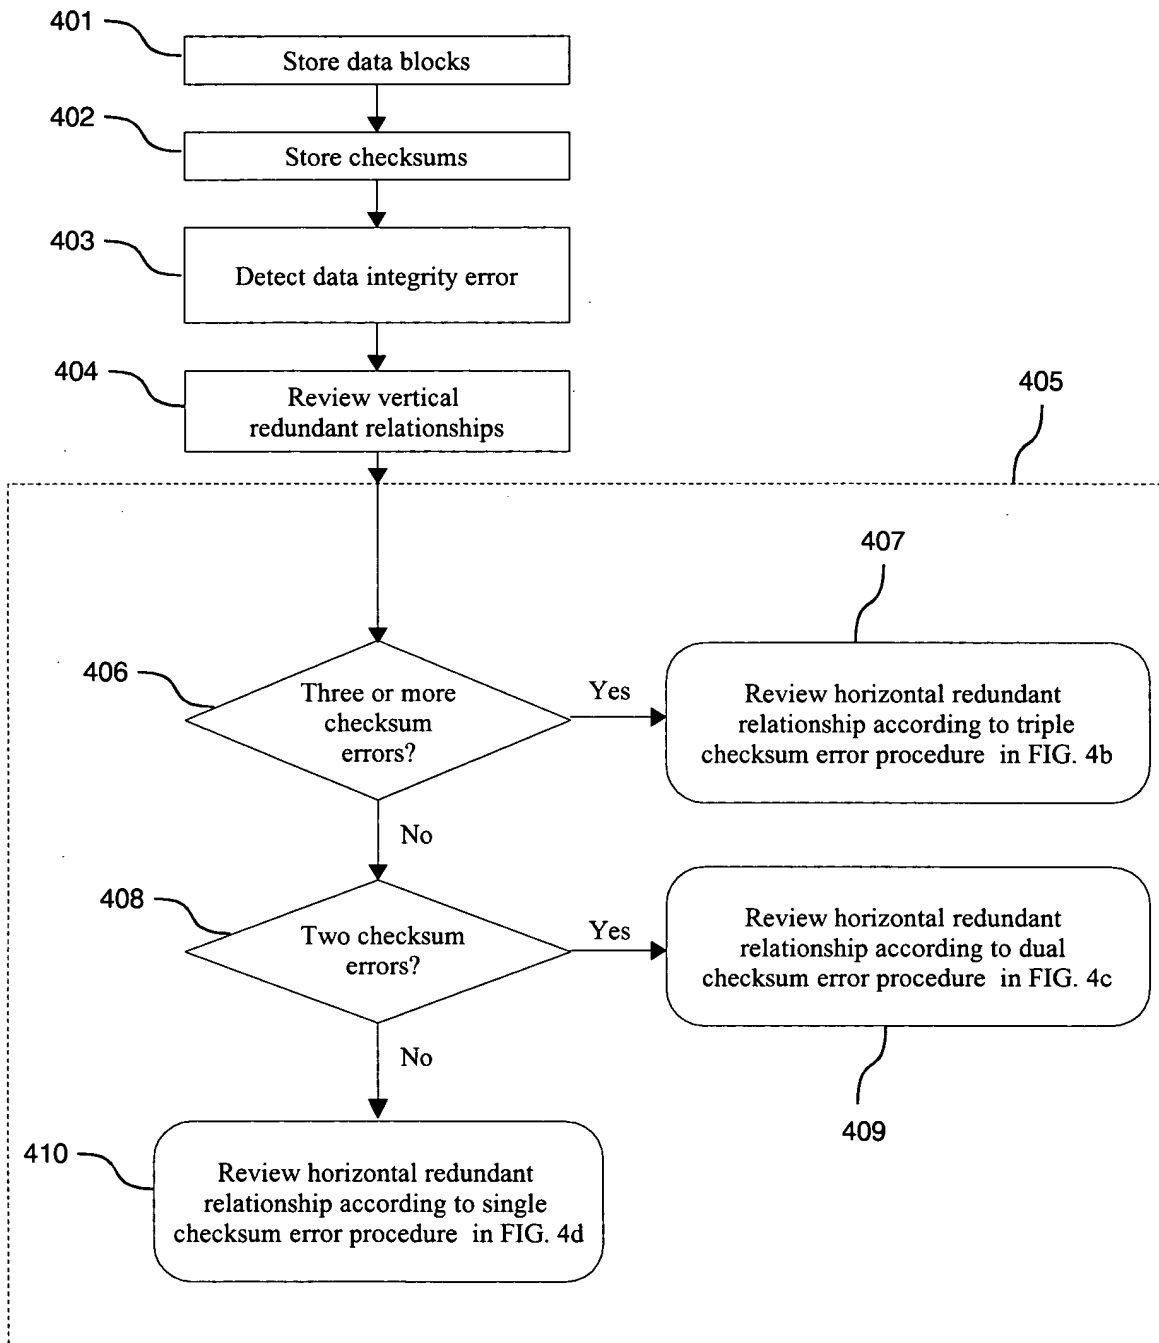 401
Store data blocks
402
Store checksums
403
Detect data integrity error
404
Review vertical
redundant relationships
405
406
Three or more
checksum
errors?
Yes
407
Review horizontal redundant
relationship according to triple
checksum error procedure in FIG. 4b
No
408
Two checksum
errors?
Yes
Review horizontal redundant
relationship according to dual
checksum error procedure in FIG. 4c
409
No
410
Review horizontal redundant
relationship according to single
checksum error procedure in FIG. 4d